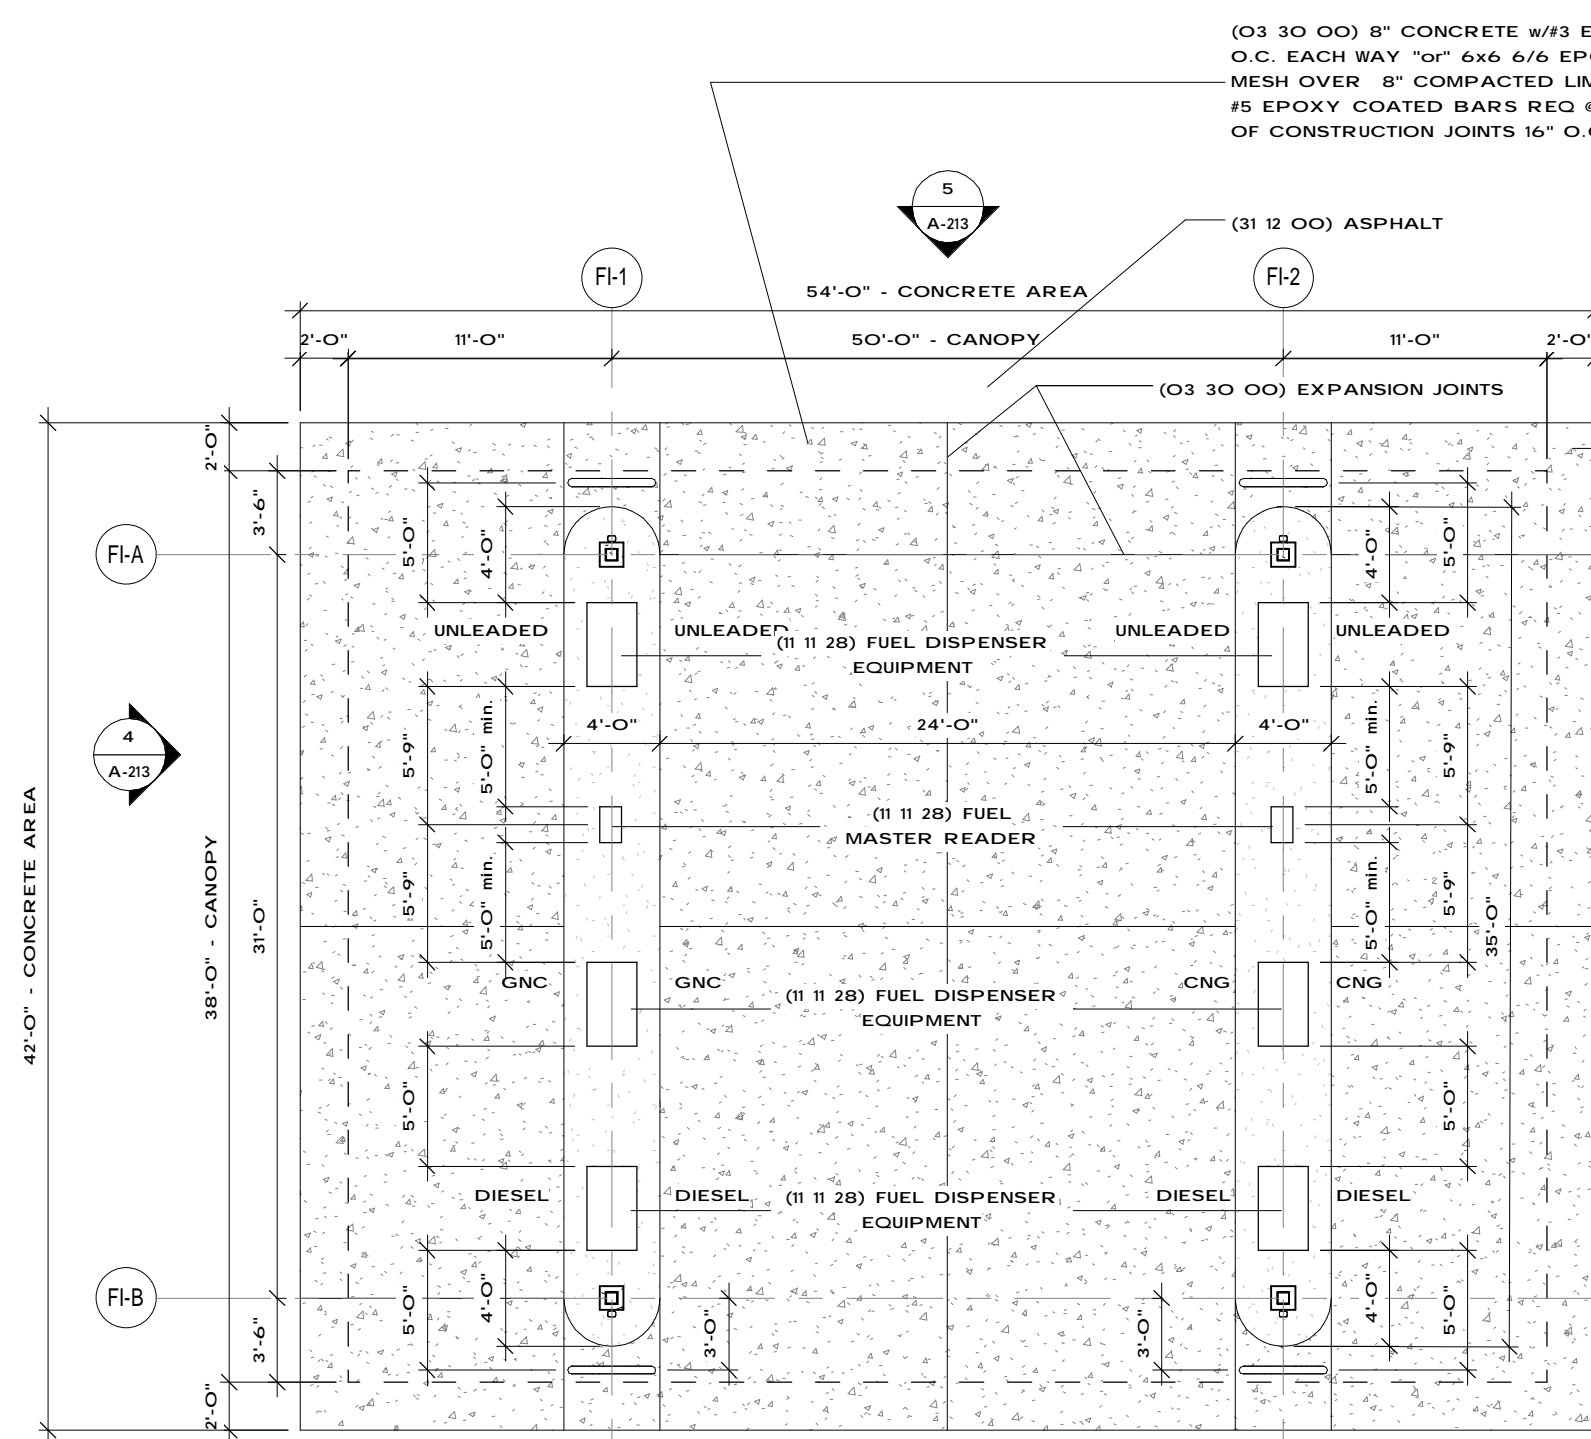 (03 30 00) 8" CONCRETE w/#3 E
O.C. EACH WAY "or" 6x6 6/6 EPO
MESH OVER 8" COMPACTED LIM
#5 EPOXY COATED BARS REQ @
OF CONSTRUCTION JOINTS 16" O.C
5
A-213
(31 12 00) ASPHALT
FI-1
FI-2
54'-0" - CONCRETE AREA
2'-0"
11'-0"
50'-0" - CANOPY
11'-0"
2'-0"
(03 30 00) EXPANSION JOINTS
2'-0"
3'-6"
FI-A
5'-0"
4'-0"
4'-0"
5'-0"
UNLEADED
UNLEADED
(11 11 28) FUEL DISPENSER
EQUIPMENT
UNLEADED
UNLEADED
4'-0"
24'-0"
4'-0"
4
A-213
5'-9"
5'-0" min.
5'-0" min.
5'-9"
(11 11 28) FUEL
MASTER READER
42'-0" - CONCRETE AREA
38'-0" - CANOPY
31'-0"
5'-9"
5'-0" min.
5'-0" min.
5'-9"
35'-0"
GNC
GNC
(11 11 28) FUEL DISPENSER
EQUIPMENT
CNG
CNG
5'-0"
5'-0"
DIESEL
DIESEL
(11 11 28) FUEL DISPENSER
EQUIPMENT
DIESEL
DIESEL
FI-B
5'-0"
4'-0"
3'-0"
3'-0"
4'-0"
5'-0"
3'-6"
2'-0"